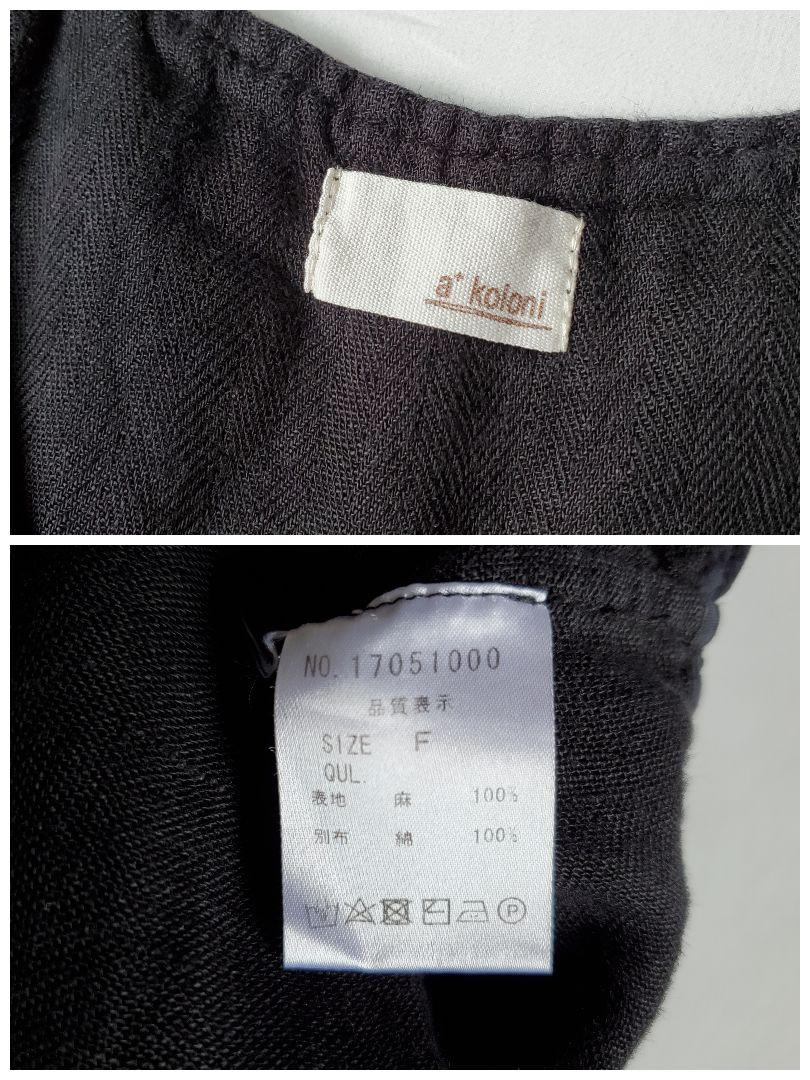 a+ koloni
NO. 17051000
品質表示
SIZE F
QUL.
表地 麻 100%
別布 綿 100%
P